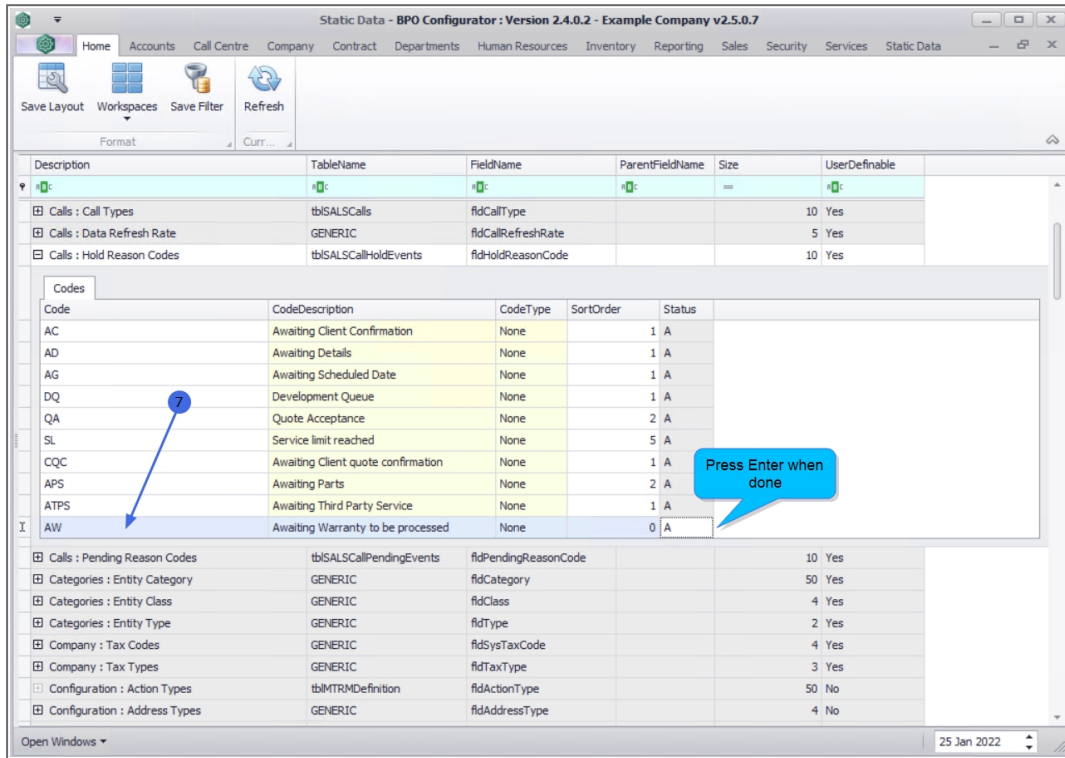 Static Data - BPO Configurator : Version 2.4.0.2 - Example Company v2.5.0.7
Home Accounts Call Centre Company Contract Departments Human Resources Inventory Reporting Sales Security Services Static Data
Save Layout Workspaces Save Filter Refresh
Format Curr...
Description TableName FieldName ParentFieldName Size UserDefinable
Calls : Call Types tblSALSCalls fldCallType 10 Yes
Calls : Data Refresh Rate GENERIC fldCallRefreshRate 5 Yes
Calls : Hold Reason Codes tblSALSCallHoldEvents fldHoldReasonCode 10 Yes
Codes
Code CodeDescription CodeType SortOrder Status
AC Awaiting Client Confirmation None 1 A
AD Awaiting Details None 1 A
AG Awaiting Scheduled Date None 1 A
DQ Development Queue None 1 A
7
QA Quote Acceptance None 2 A
SL Service limit reached None 5 A
CQC Awaiting Client quote confirmation None 1 A
Press Enter when
done
APS Awaiting Parts None 2 A
ATPS Awaiting Third Party Service None 1 A
AW Awaiting Warranty to be processed None 0 A
Calls : Pending Reason Codes tblSALSCallPendingEvents fldPendingReasonCode 10 Yes
Categories : Entity Category GENERIC fldCategory 50 Yes
Categories : Entity Class GENERIC fldClass 4 Yes
Categories : Entity Type GENERIC fldType 2 Yes
Company : Tax Codes GENERIC fldSysTaxCode 4 Yes
Company : Tax Types GENERIC fldTaxType 3 Yes
Configuration : Action Types tblMTRMDefinition fldActionType 50 No
Configuration : Address Types GENERIC fldAddressType 4 No
Open Windows 25 Jan 2022